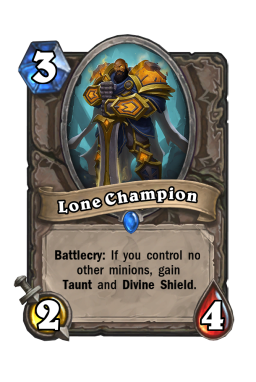 3
Lone Champion
Battlecry: If you control no
other minions, gain
Taunt and Divine Shield.
2
4